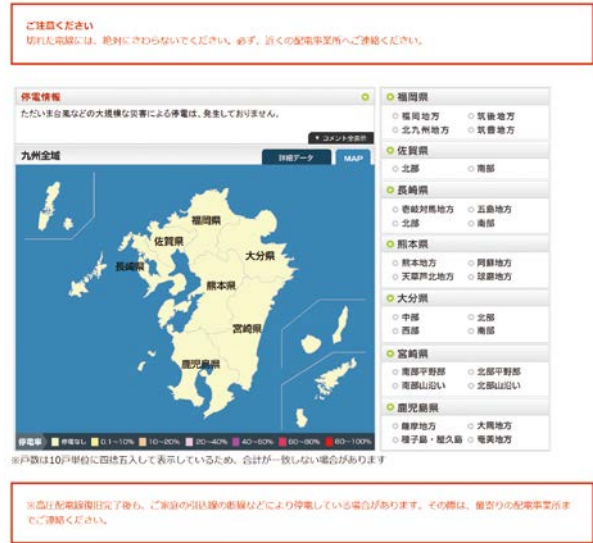 ご注意ください
切れた電線には、絶対にさわらないでください。必ず、近くの配電事業所へご連絡ください。
停電情報
ただいま台風などの大規模な災害による停電は、発生しておりません。
▼ コメント全表示
九州全域
詳細データ
MAP
福岡県
佐賀県
長崎県
大分県
熊本県
宮崎県
鹿児島県
停電率
停電なし 0.1~10% 10~20% 20~40% 40~60% 60~80% 80~100%
※戸数は10戸単位に四捨五入して表示しているため、合計が一致しない場合があります
福岡県
福岡地方 筑後地方
北九州地方 筑豊地方
佐賀県
北部 南部
長崎県
壱岐対馬地方 五島地方
北部 南部
熊本県
熊本地方 阿蘇地方
天草芦北地方 球磨地方
大分県
中部 北部
西部 南部
宮崎県
南部平野部 北部平野部
南部山沿い 北部山沿い
鹿児島県
薩摩地方 大隅地方
種子島・屋久島 奄美地方
※高圧配電線復旧完了後も、ご家庭の引込線の断線などにより停電している場合があります。その際は、最寄りの配電事業所ま
でご連絡ください。